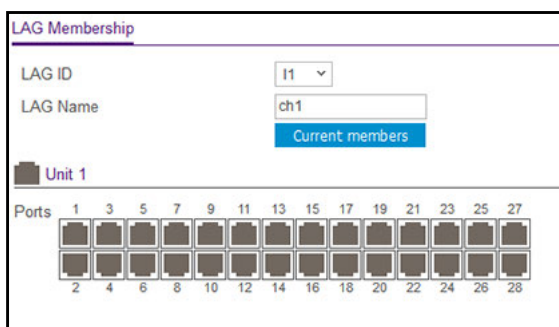 LAG Membership
LAG ID l1
LAG Name ch1
Current members
Unit 1
Ports 1 3 5 7 9 11 13 15 17 19 21 23 25 27
2 4 6 8 10 12 14 16 18 20 22 24 26 28